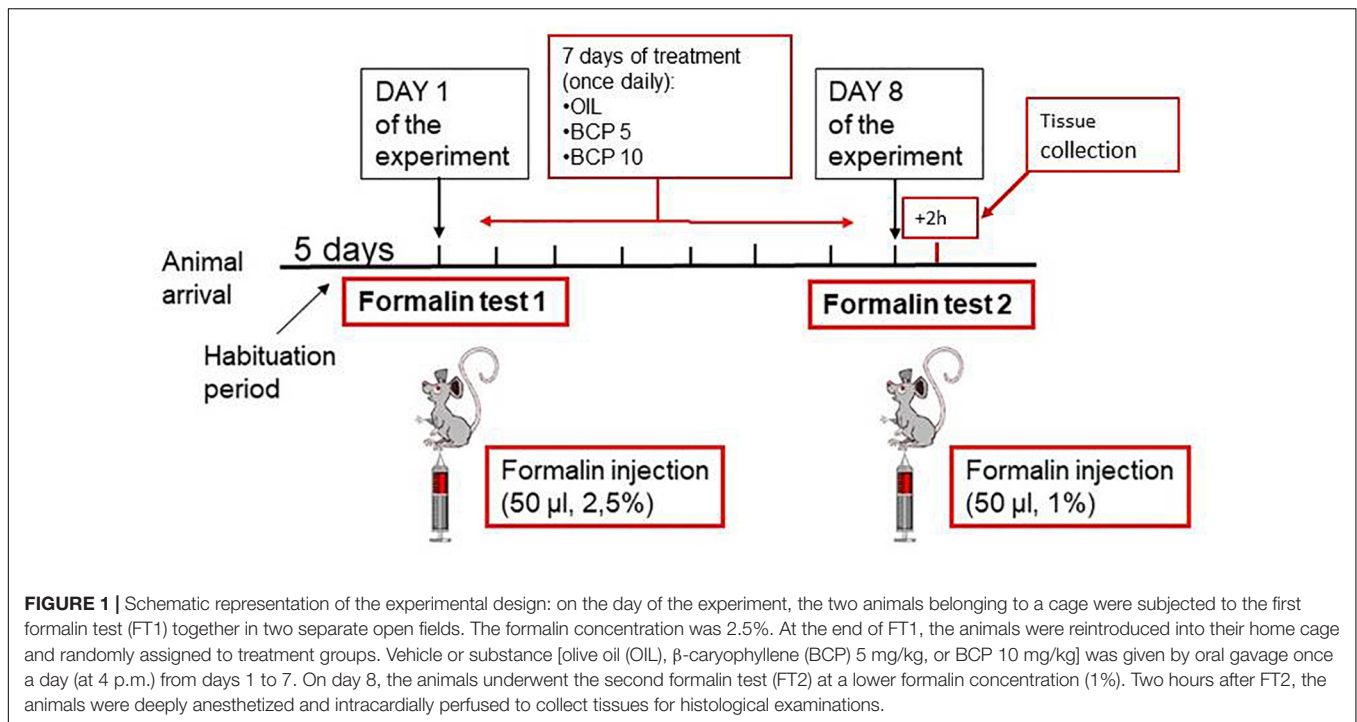 DAY 1
of the
experiment
7 days of treatment
(once daily):
•OIL
•BCP 5
•BCP 10
DAY 8
of the
experiment
Tissue
collection
+2h
5 days
Animal
arrival
Formalin test 1
Formalin test 2
Habituation
period
Formalin injection
(50 µl, 2,5%)
Formalin injection
(50 µl, 1%)
FIGURE 1 | Schematic representation of the experimental design: on the day of the experiment, the two animals belonging to a cage were subjected to the first
formalin test (FT1) together in two separate open fields. The formalin concentration was 2.5%. At the end of FT1, the animals were reintroduced into their home cage
and randomly assigned to treatment groups. Vehicle or substance [olive oil (OIL), β-caryophyllene (BCP) 5 mg/kg, or BCP 10 mg/kg] was given by oral gavage once
a day (at 4 p.m.) from days 1 to 7. On day 8, the animals underwent the second formalin test (FT2) at a lower formalin concentration (1%). Two hours after FT2, the
animals were deeply anesthetized and intracardially perfused to collect tissues for histological examinations.